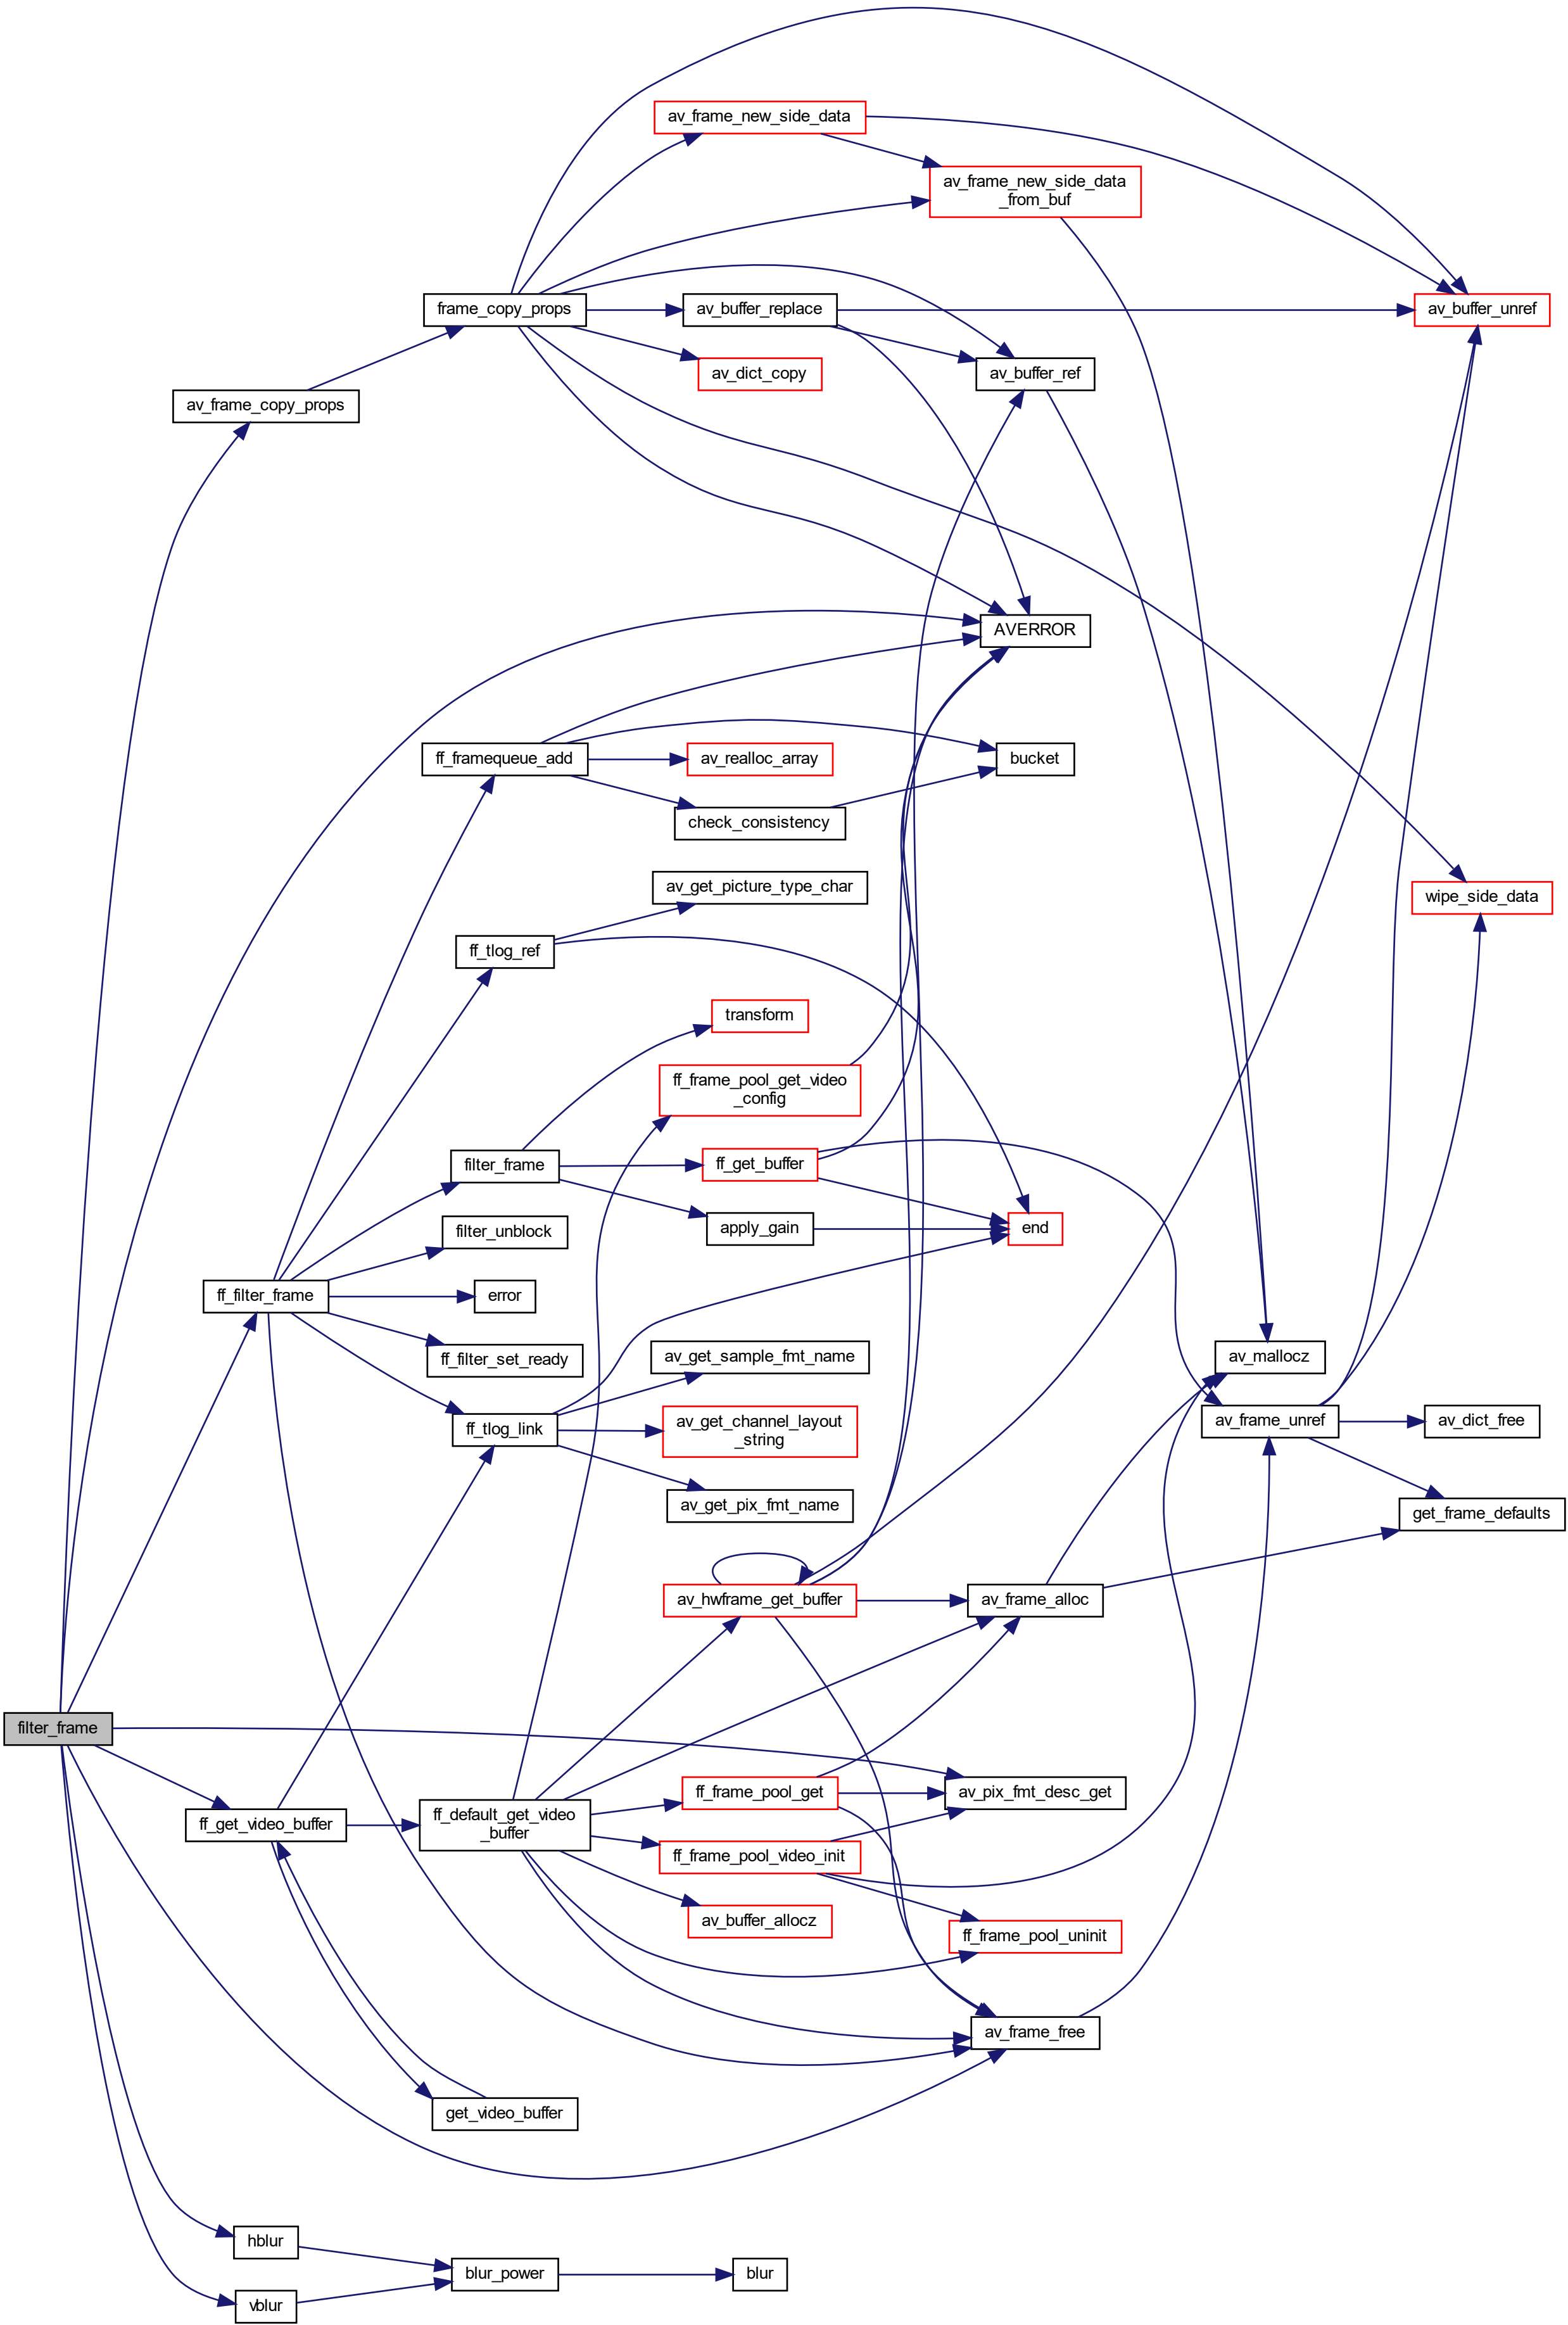 av_frame_new_side_data
av_frame_new_side_data
_from_buf
frame_copy_props
av_buffer_replace
av_buffer_unref
av_dict_copy
av_buffer_ref
av_frame_copy_props
AVERROR
ff_framequeue_add
av_realloc_array
bucket
check_consistency
av_get_picture_type_char
wipe_side_data
ff_tlog_ref
transform
ff_frame_pool_get_video
_config
filter_frame
ff_get_buffer
apply_gain
end
filter_unblock
ff_filter_frame
error
ff_filter_set_ready
av_get_sample_fmt_name
av_mallocz
ff_tlog_link
av_get_channel_layout
_string
av_frame_unref
av_dict_free
av_get_pix_fmt_name
get_frame_defaults
av_hwframe_get_buffer
av_frame_alloc
filter_frame
ff_frame_pool_get
av_pix_fmt_desc_get
ff_get_video_buffer
ff_default_get_video
_buffer
ff_frame_pool_video_init
av_buffer_allocz
ff_frame_pool_uninit
av_frame_free
get_video_buffer
hblur
blur_power
blur
vblur